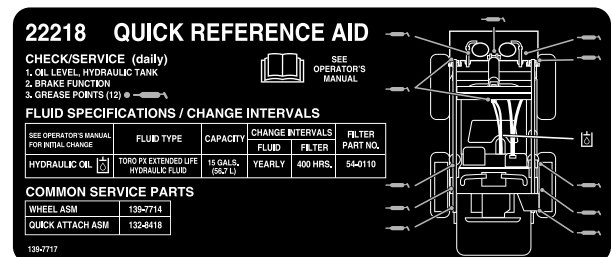 22218 QUICK REFERENCE AID
CHECK/SERVICE (daily)
1. OIL LEVEL, HYDRAULIC TANK
2. BRAKE FUNCTION
3. GREASE POINTS (12)
SEE
OPERATOR'S
MANUAL
FLUID SPECIFICATIONS / CHANGE INTERVALS
SEE OPERATOR'S MANUAL
FOR INITIAL CHANGE
FLUID TYPE
CAPACITY
CHANGE INTERVALS
FLUID
FILTER
FILTER
PART NO.
HYDRAULIC OIL
TORO PX EXTENDED LIFE
HYDRAULIC FLUID
15 GALS.
(56.7 L)
YEARLY
400 HRS.
54-0110
COMMON SERVICE PARTS
WHEEL ASM 139-7714
QUICK ATTACH ASM 132-8418
139-7717